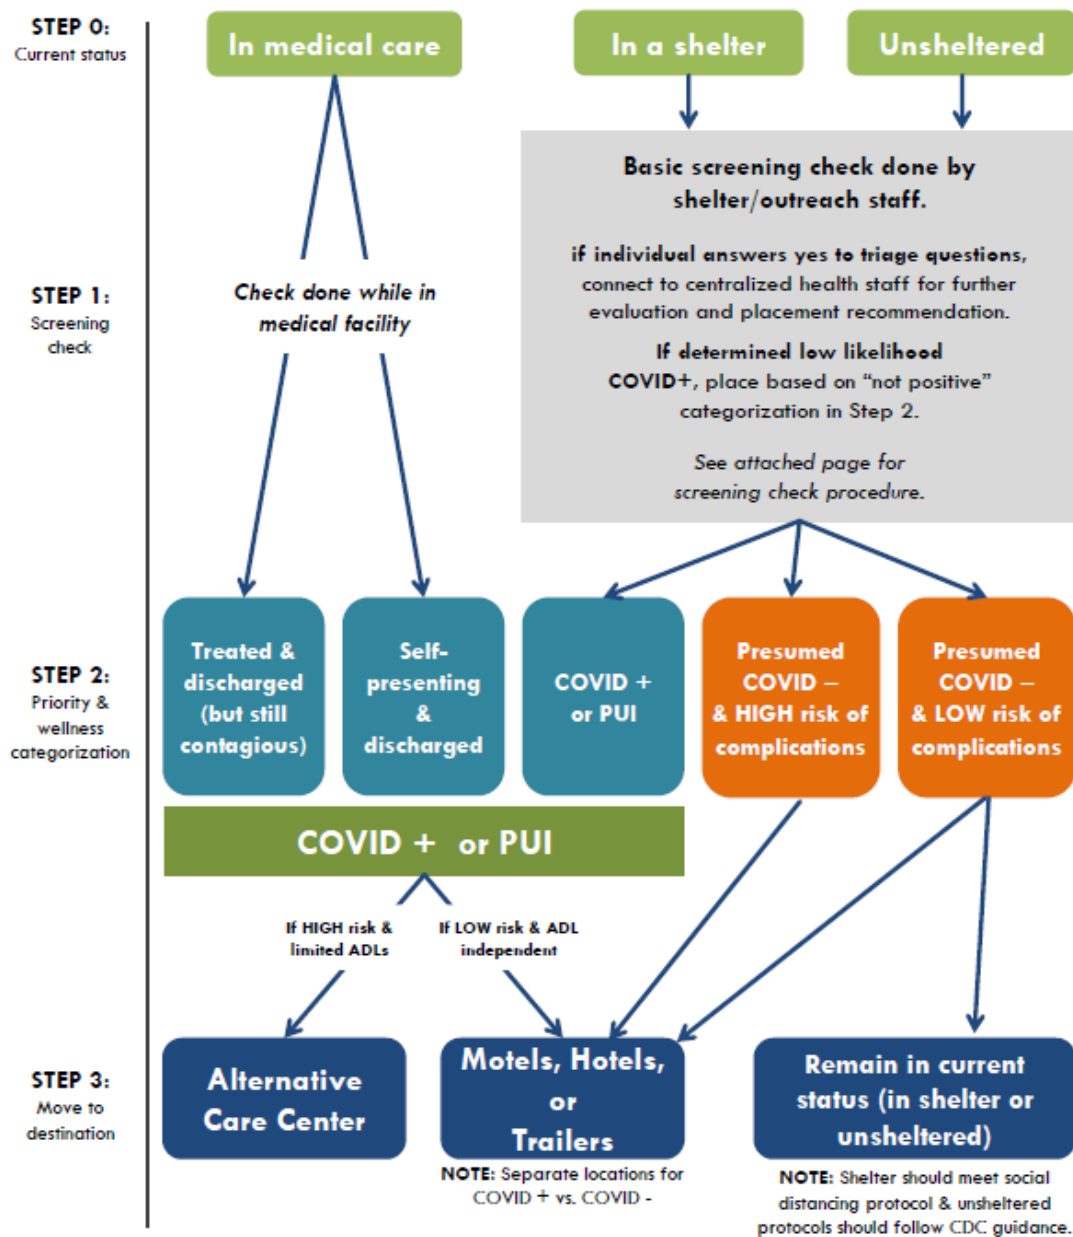 STEP 0:
Current status
In medical care
In a shelter
Unsheltered
STEP 1:
Screening
check
Check done while in
medical facility
Basic screening check done by
shelter/outreach staff.
if individual answers yes to triage questions,
connect to centralized health staff for further
evaluation and placement recommendation.
If determined low likelihood
COVID+, place based on “not positive”
categorization in Step 2.
See attached page for
screening check procedure.
STEP 2:
Priority &
wellness
categorization
Treated &
discharged
(but still
contagious)
Self-
presenting
&
discharged
COVID +
or PUI
Presumed
COVID –
& HIGH risk of
complications
Presumed
COVID –
& LOW risk of
complications
COVID + or PUI
If HIGH risk &
limited ADLs
If LOW risk & ADL
independent
STEP 3:
Move to
destination
Alternative
Care Center
Motels, Hotels,
or
Trailers
NOTE: Separate locations for
COVID + vs. COVID -
Remain in current
status (in shelter or
unsheltered)
NOTE: Shelter should meet social
distancing protocol & unsheltered
protocols should follow CDC guidance.